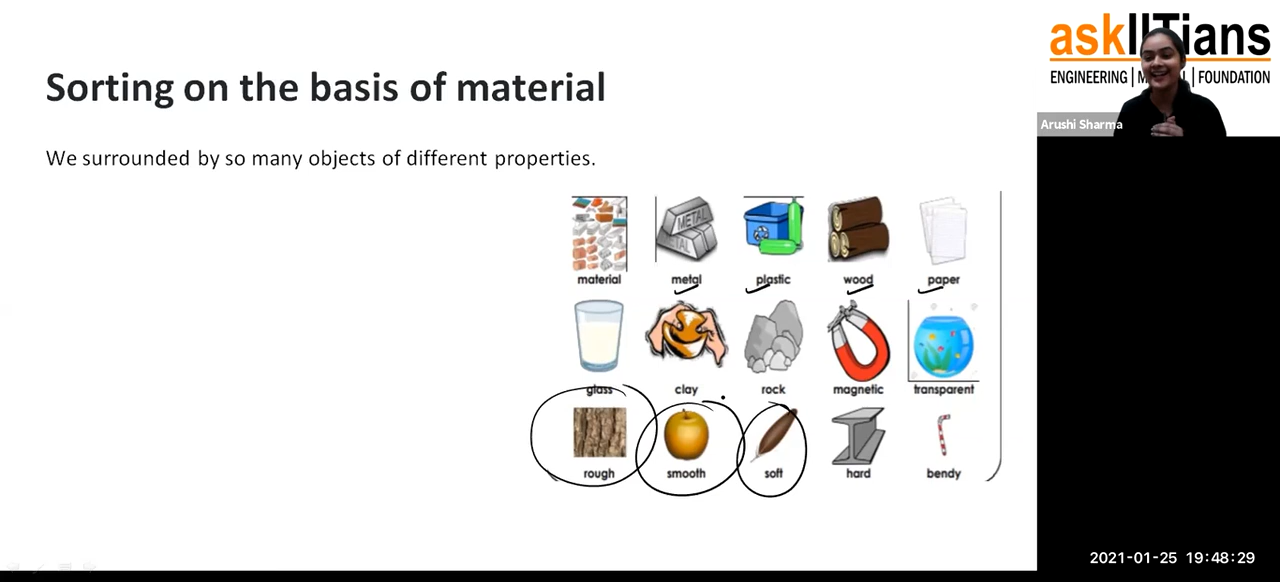 askIITians
ENGINEERING | M | FOUNDATION
Arushi Sharma
Sorting on the basis of material
We surrounded by so many objects of different properties.
METAL
material metal plastic wood paper
glass clay rock magnetic transparent
rough smooth soft hard bendy
2021-01-25 19:48:29